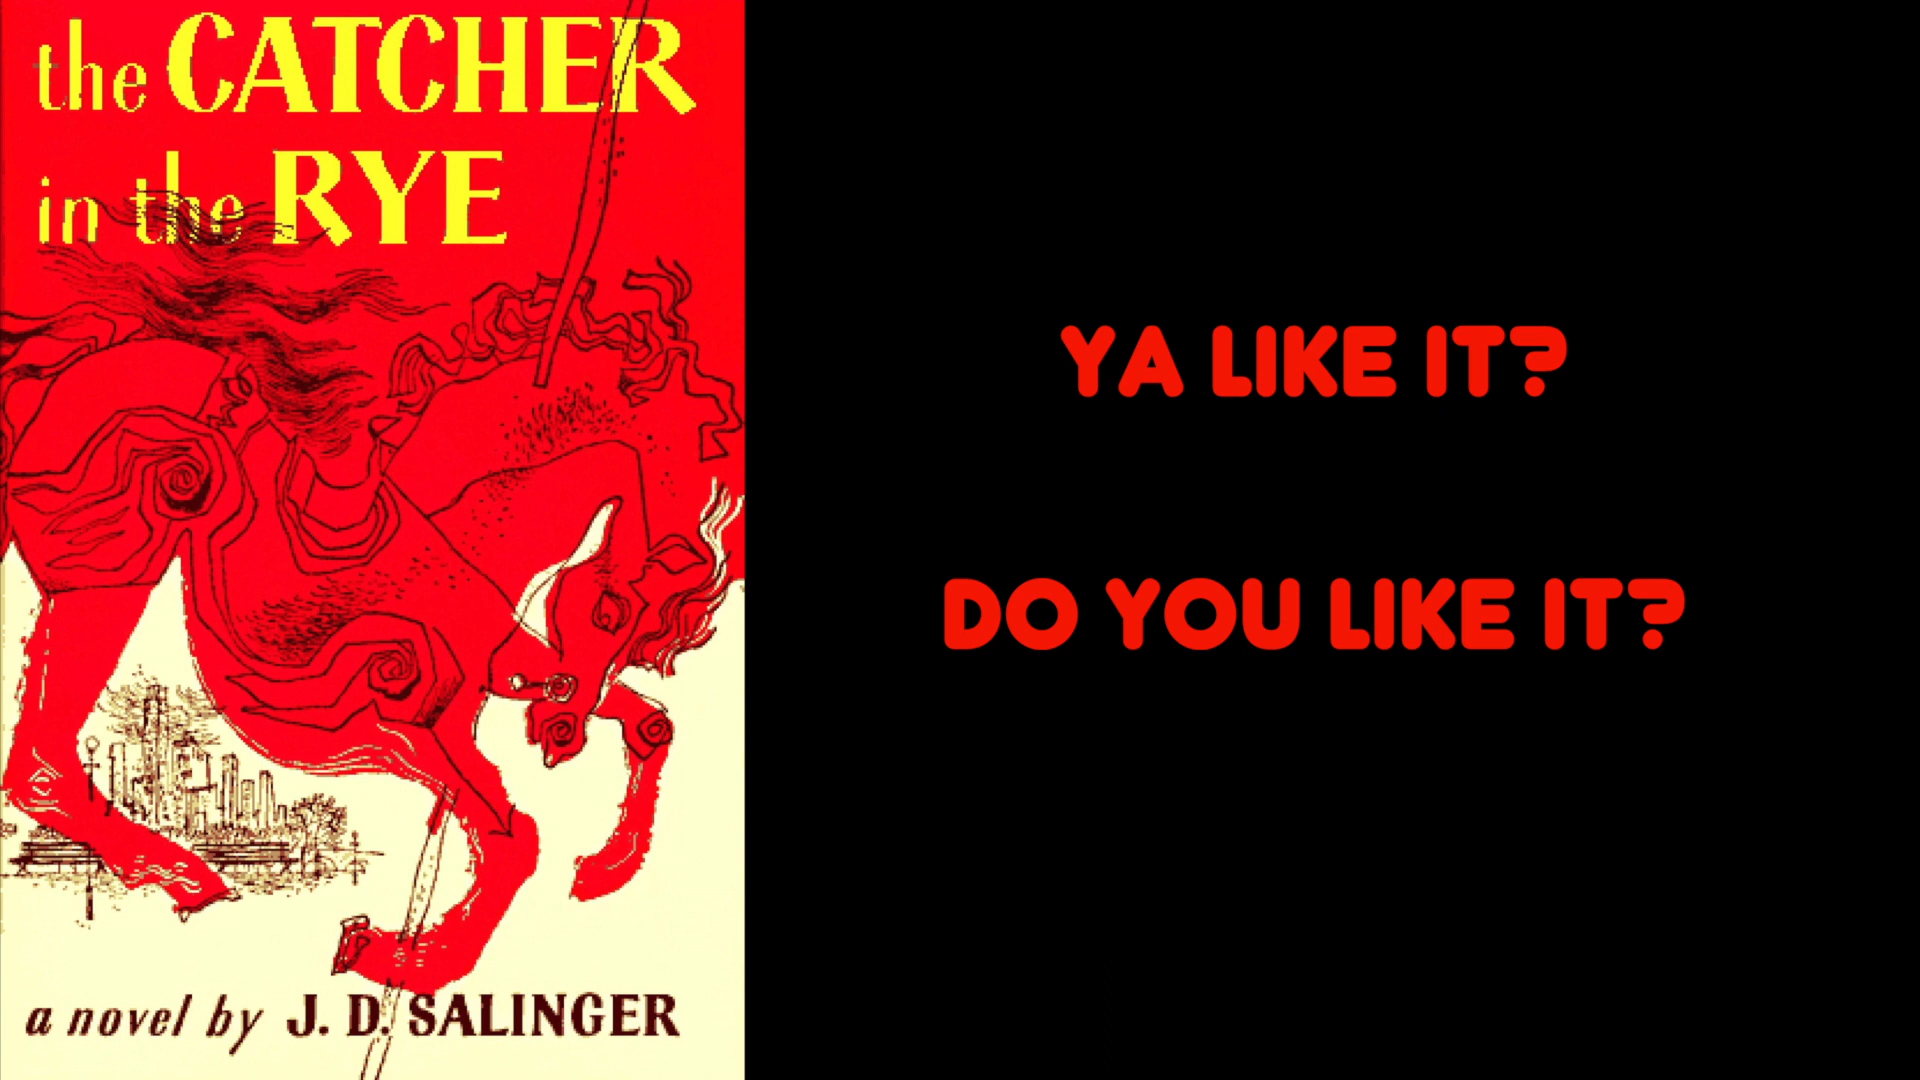 the CATCHER
in the RYE
a novel by J. D. SALINGER
YA LIKE IT?
DO YOU LIKE IT?